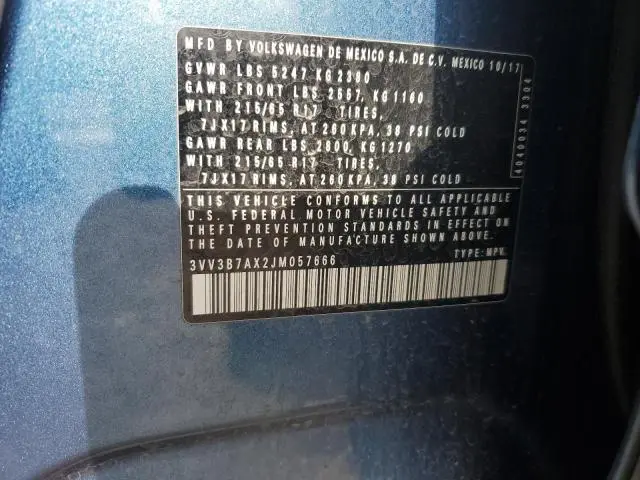 MFD BY VOLKSWAGEN DE MEXICO S.A. DE C.V. MEXICO 10/17
GVWR LBS 5247 KG 2380
GAWR FRONT LBS 2557, KG 1160
WITH 215/65 R17 TIRES,
7JX17 RIMS, AT 260 KPA, 38 PSI COLD
GAWR REAR LBS 2800, KG 1270
WITH 215/65 R17 TIRES,
7JX17 RIMS, AT 260 KPA, 38 PSI COLD
THIS VEHICLE CONFORMS TO ALL APPLICABLE
U.S. FEDERAL MOTOR VEHICLE SAFETY AND
THEFT PREVENTION STANDARDS IN EFFECT ON
THE DATE OF MANUFACTURE SHOWN ABOVE.
3VV3B7AX2JM057666 TYPE: MPV
4040034 3304